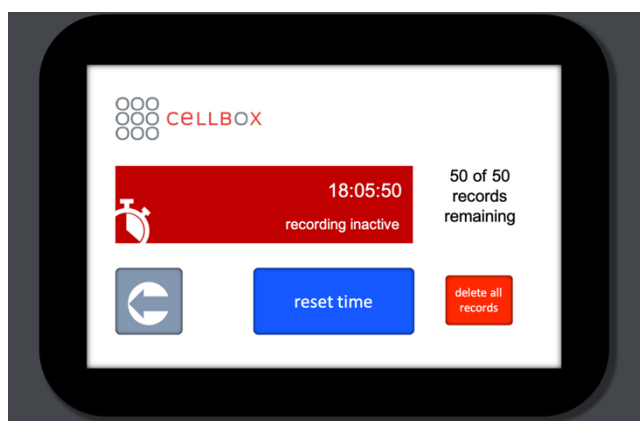 CELLBOX
18:05:50
recording inactive
50 of 50
records
remaining
reset time
delete all
records